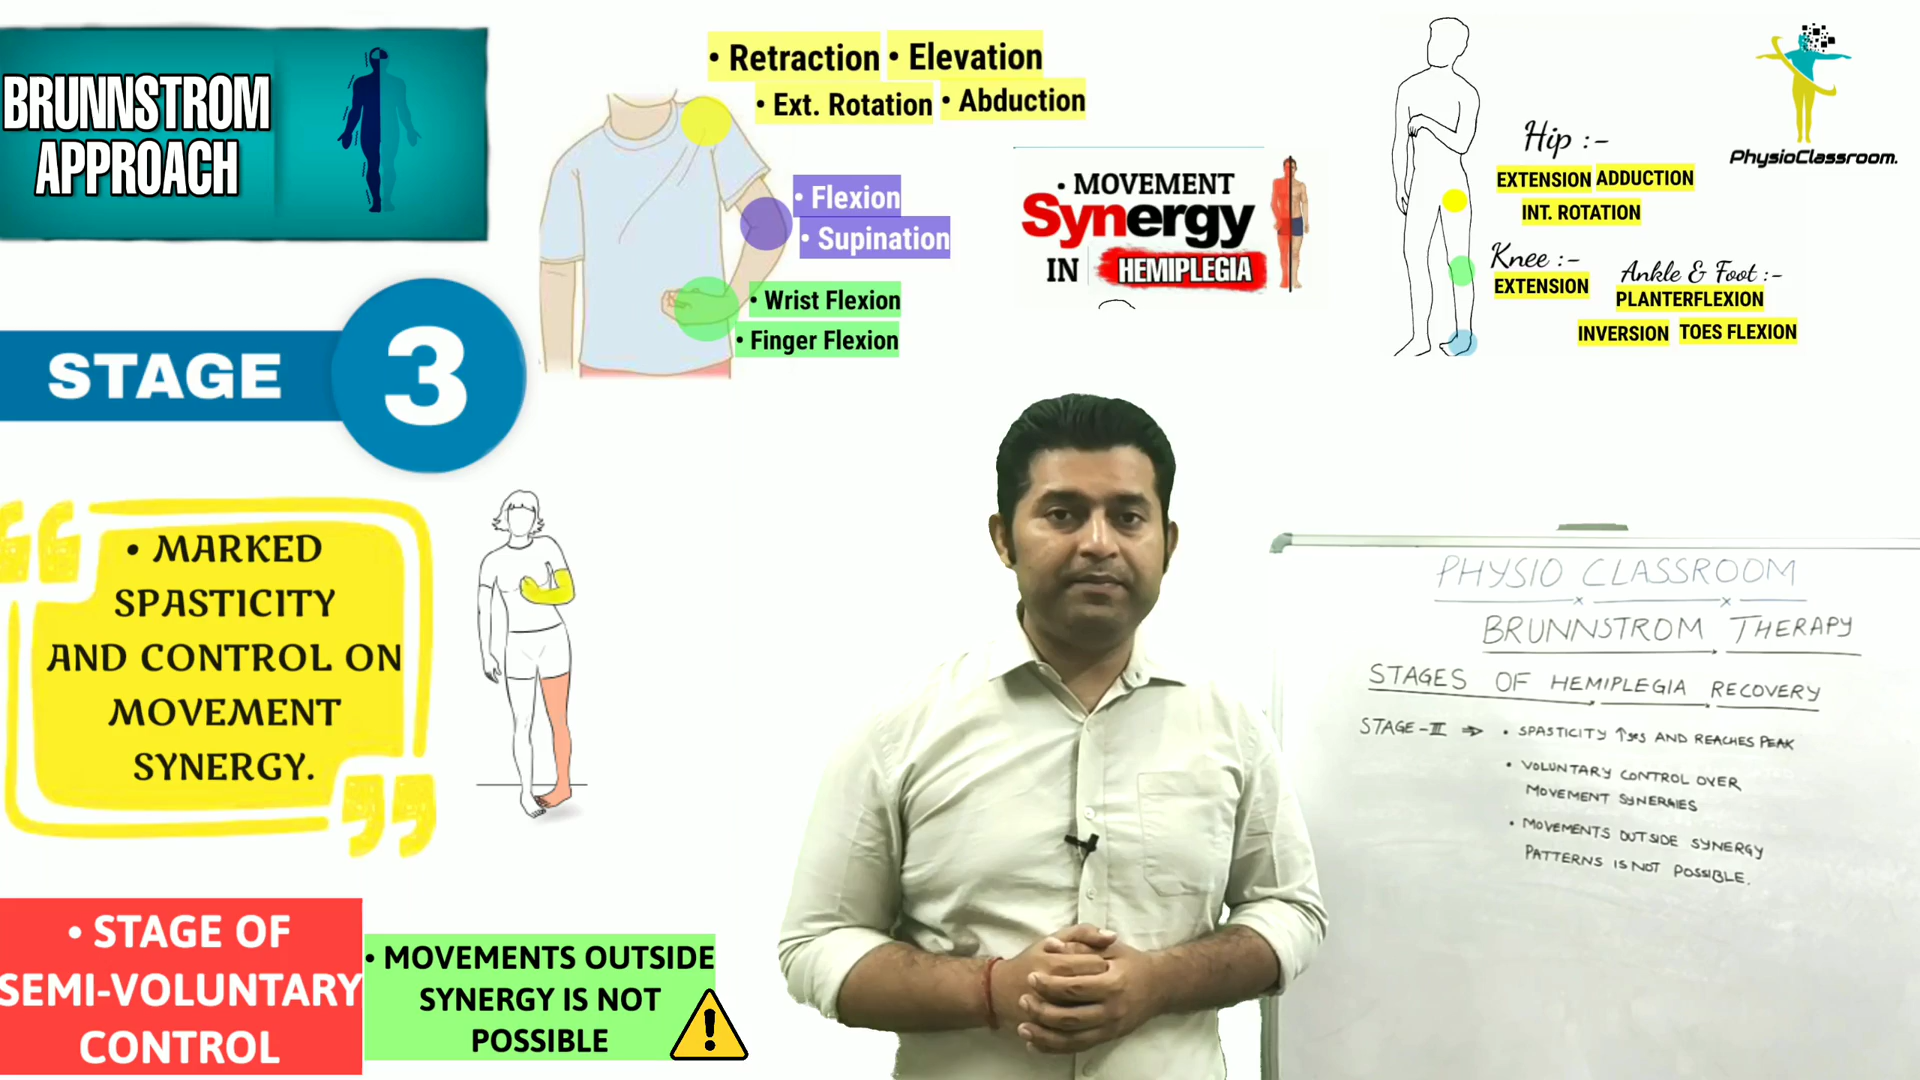 BRUNNSTROM
APPROACH
STAGE 3
• MARKED
SPASTICITY
AND CONTROL ON
MOVEMENT
SYNERGY.
• STAGE OF
SEMI-VOLUNTARY
CONTROL
• MOVEMENTS OUTSIDE
SYNERGY IS NOT
POSSIBLE
• Retraction • Elevation
• Ext. Rotation • Abduction
• Flexion
• Supination
• Wrist Flexion
• Finger Flexion
• MOVEMENT
Synergy
IN HEMIPLEGIA
Hip :-
EXTENSION ADDUCTION
INT. ROTATION
Knee :-
EXTENSION
Ankle & Foot :-
PLANTERFLEXION
INVERSION TOES FLEXION
PhysioClassroom.
PHYSIO CLASSROOM
BRUNNSTROM THERAPY
STAGES OF HEMIPLEGIA RECOVERY
STAGE-III ⇒ • SPASTICITY ↑ses AND REACHES PEAK
• VOLUNTARY CONTROL OVER
MOVEMENT SYNERGIES
• MOVEMENTS OUTSIDE SYNERGY
PATTERNS IS NOT POSSIBLE.